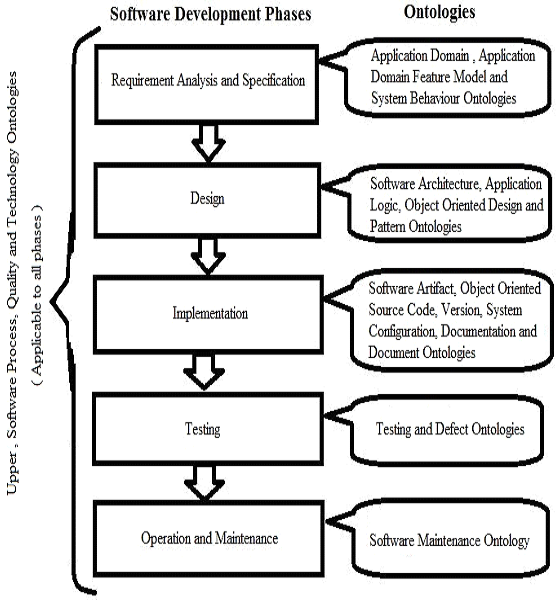 Software Development Phases
Ontologies
Upper , Software Process, Quality and Technology Ontologies
( Applicable to all phases )
Requirement Analysis and Specification
Application Domain , Application
Domain Feature Model and
System Behaviour Ontologies
Design
Software Architecture, Application
Logic, Object Oriented Design and
Pattern Ontologies
Implementation
Software Artifact, Object Oriented
Source Code, Version, System
Configuration, Documentation and
Document Ontologies
Testing
Testing and Defect Ontologies
Operation and Maintenance
Software Maintenance Ontology